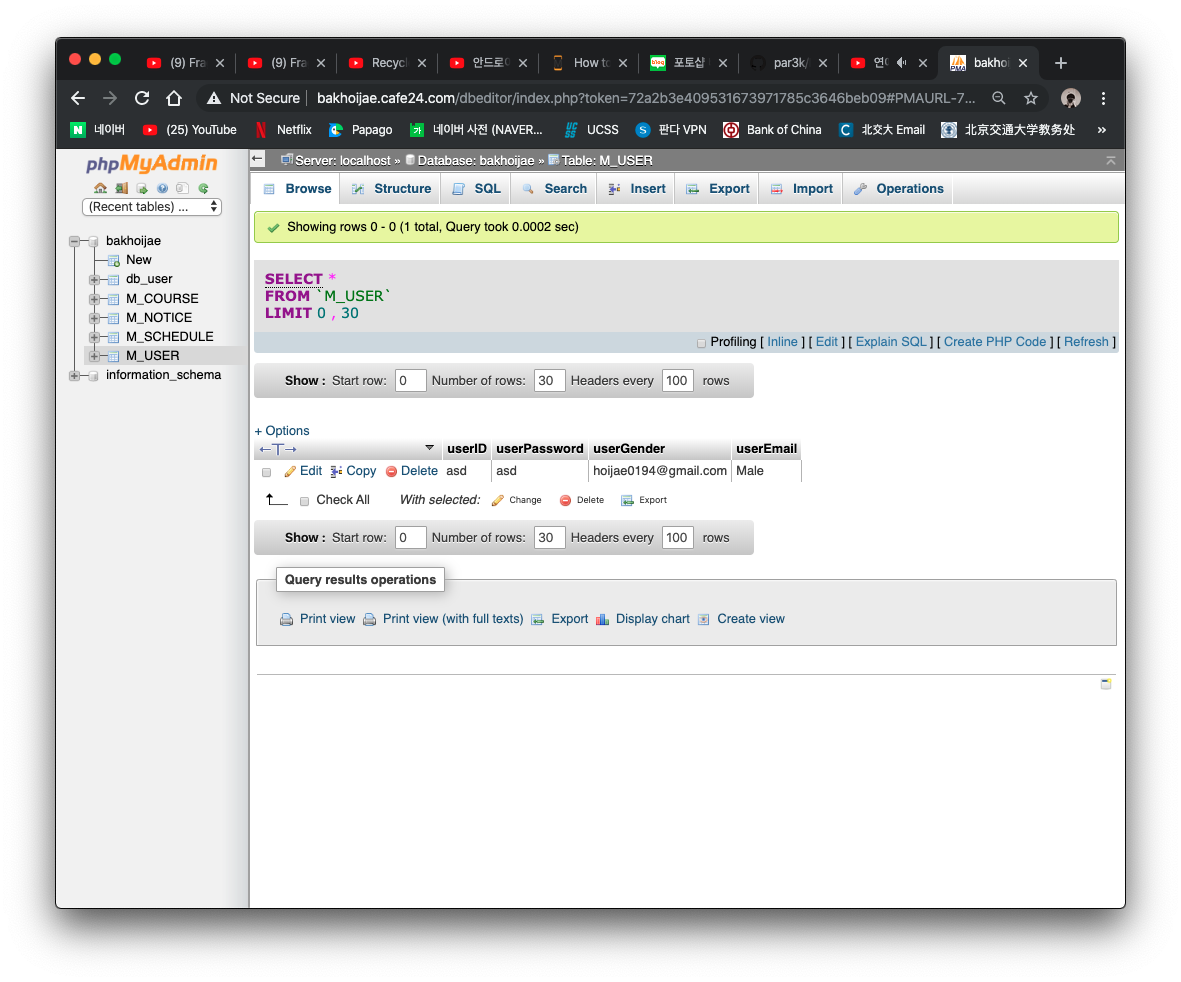 (9) Fra
(9) Fra
Recycl
안드로이
How to
포토샵
par3k/
연
bakhoi
Not Secure
bakhoijae.cafe24.com/dbeditor/index.php?token=72a2b3e409531673971785c3646beb09#PMAURL-7...
네이버
(25) YouTube
Netflix
Papago
네이버 사전 (NAVER...
UCSS
판다 VPN
Bank of China
北交大 Email
北京交通大学教务处
»
phpMyAdmin
(Recent tables) ...
bakhoijae
New
db_user
M_COURSE
M_NOTICE
M_SCHEDULE
M_USER
information_schema
Server: localhost » Database: bakhoijae » Table: M_USER
Browse Structure SQL Search Insert Export Import Operations
Showing rows 0 - 0 (1 total, Query took 0.0002 sec)
SELECT *
FROM `M_USER`
LIMIT 0 , 30
Profiling [ Inline ] [ Edit ] [ Explain SQL ] [ Create PHP Code ] [ Refresh ]
Show : Start row: 0 Number of rows: 30 Headers every 100 rows
+ Options
←T→ userID userPassword userGender userEmail
Edit Copy Delete asd asd hoijae0194@gmail.com Male
Check All With selected: Change Delete Export
Show : Start row: 0 Number of rows: 30 Headers every 100 rows
Query results operations
Print view Print view (with full texts) Export Display chart Create view